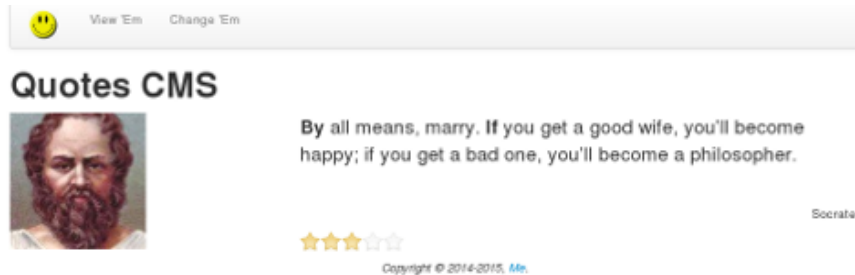 View 'Em Change 'Em
Quotes CMS
By all means, marry. If you get a good wife, you'll become
happy; if you get a bad one, you'll become a philosopher.
Socrate
Copyright © 2014-2015, Me.